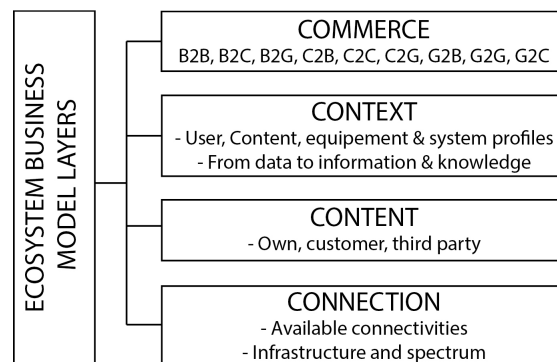 ECOSYSTEM BUSINESS
MODEL LAYERS
COMMERCE
B2B, B2C, B2G, C2B, C2C, C2G, G2B, G2G, G2C
CONTEXT
- User, Content, equipement & system profiles
- From data to information & knowledge
CONTENT
- Own, customer, third party
CONNECTION
- Available connectivities
- Infrastructure and spectrum